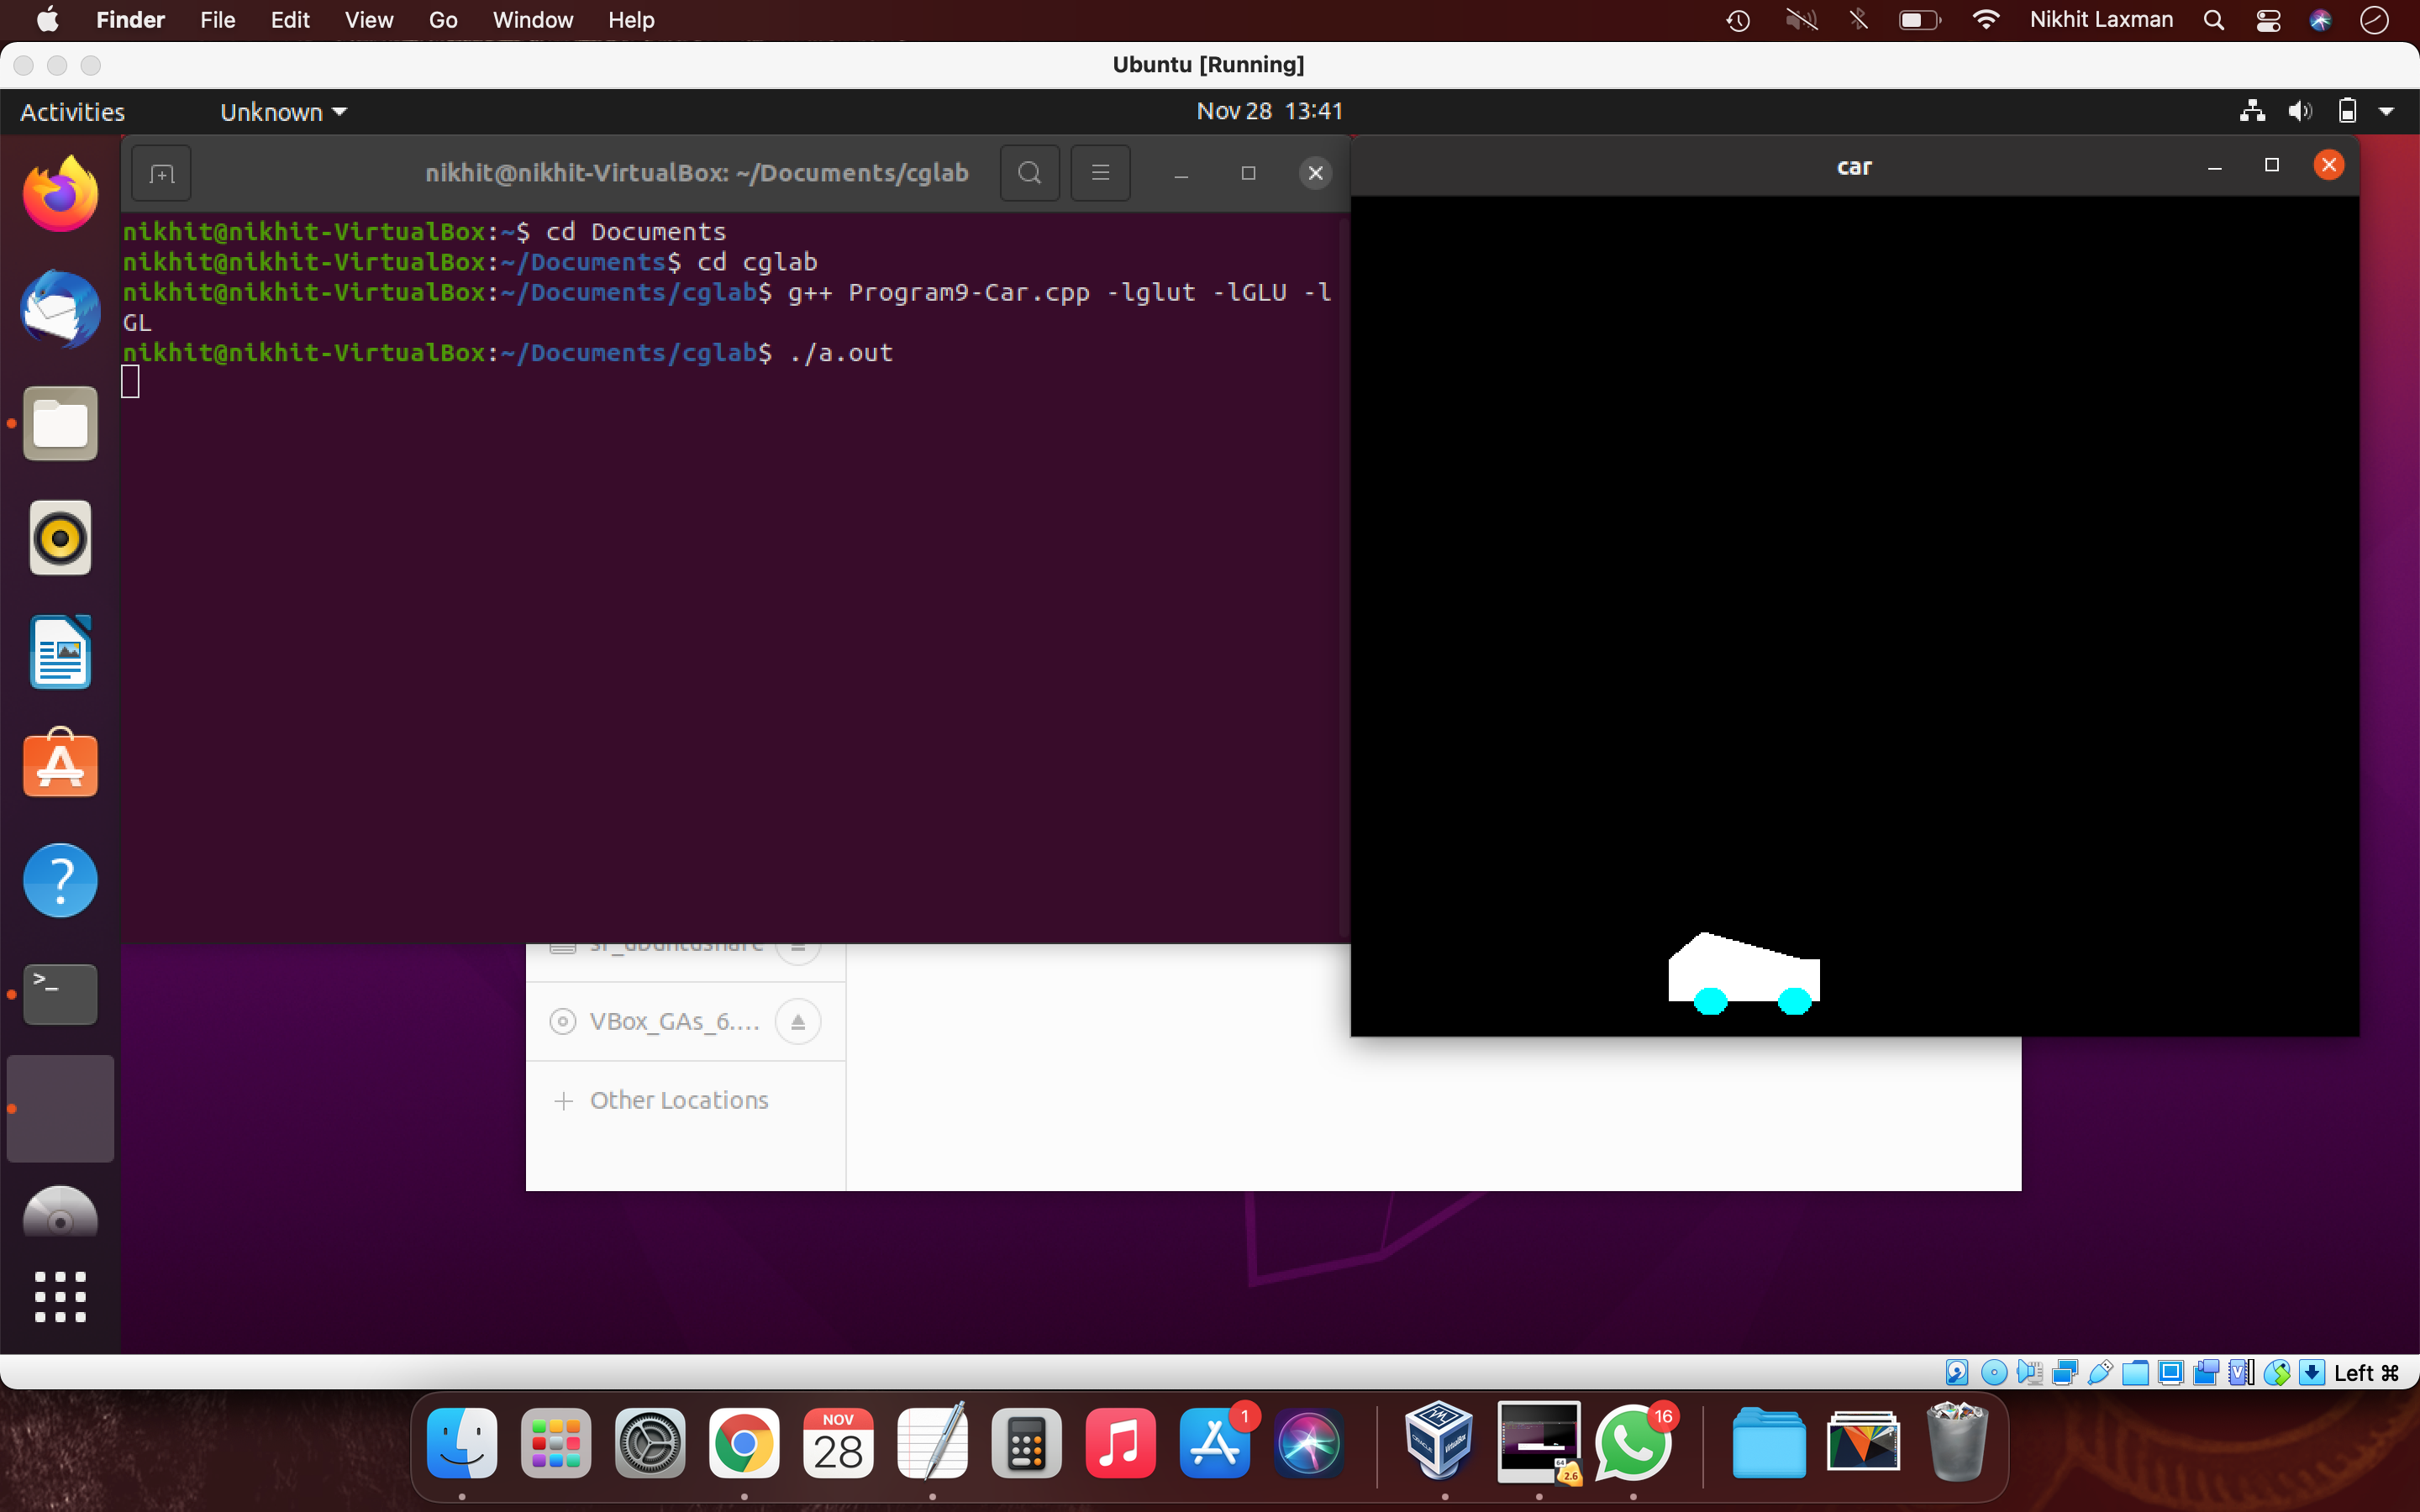 Finder File Edit View Go Window Help Nikhit Laxman
Ubuntu [Running]
Activities Unknown Nov 28 13:41
nikhit@nikhit-VirtualBox: ~/Documents/cglab
car
nikhit@nikhit-VirtualBox:~$ cd Documents
nikhit@nikhit-VirtualBox:~/Documents$ cd cglab
nikhit@nikhit-VirtualBox:~/Documents/cglab$ g++ Program9-Car.cpp -lglut -lGLU -l
GL
nikhit@nikhit-VirtualBox:~/Documents/cglab$ ./a.out
sf_ubuntushare
VBox_GAs_6....
+ Other Locations
Left ⌘
NOV
28
1
16
64
2.6